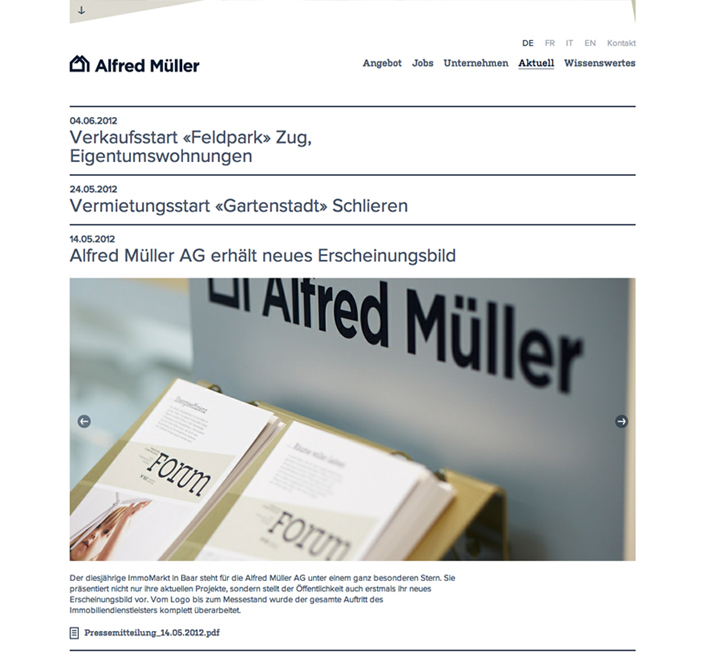 DE FR IT EN Kontakt
Alfred Müller
Angebot Jobs Unternehmen Aktuell Wissenswertes
04.06.2012
Verkaufsstart «Feldpark» Zug,
Eigentumswohnungen
24.05.2012
Vermietungsstart «Gartenstadt» Schlieren
14.05.2012
Alfred Müller AG erhält neues Erscheinungsbild
Alfred Müller
Forum
Forum
Der diesjährige ImmoMarkt in Baar steht für die Alfred Müller AG unter einem ganz besonderen Stern. Sie
präsentiert nicht nur ihre aktuellen Projekte, sondern stellt der Öffentlichkeit auch erstmals ihr neues
Erscheinungsbild vor. Vom Logo bis zum Messestand wurde der gesamte Auftritt des
Immobiliendienstleisters komplett überarbeitet.
Pressemitteilung_14.05.2012.pdf